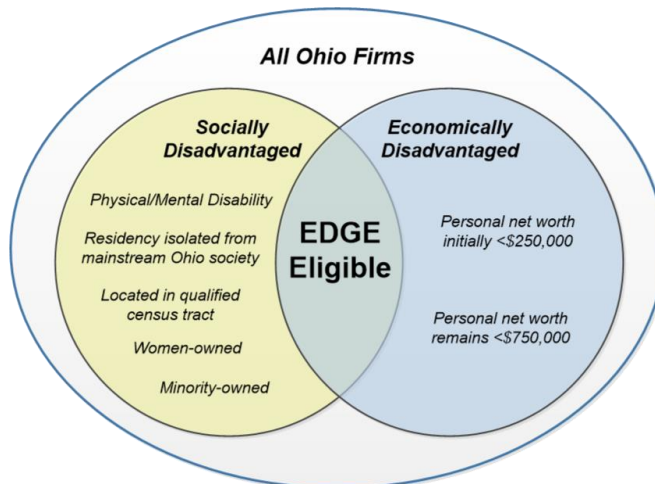 All Ohio Firms
Socially
Disadvantaged
Physical/Mental Disability
Residency isolated from
mainstream Ohio society
Located in qualified
census tract
Women-owned
Minority-owned
EDGE
Eligible
Economically
Disadvantaged
Personal net worth
initially <$250,000
Personal net worth
remains <$750,000